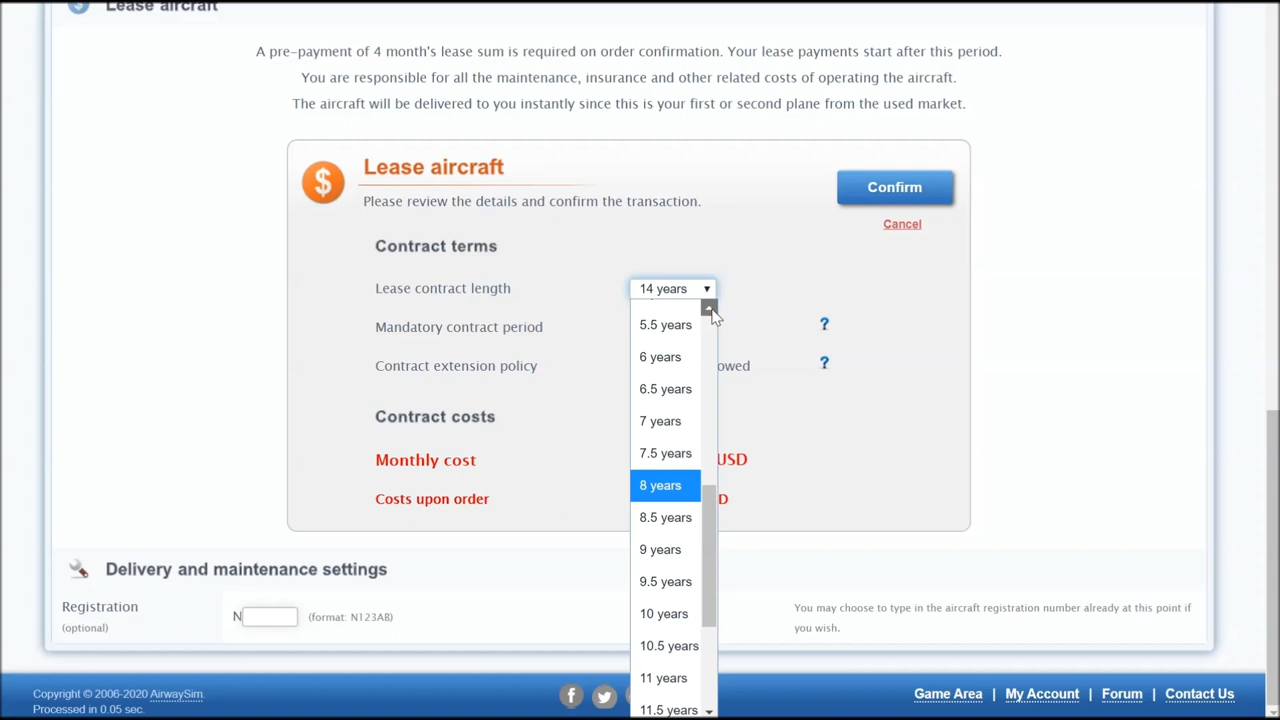 Lease aircraft
A pre-payment of 4 month's lease sum is required on order confirmation. Your lease payments start after this period.
You are responsible for all the maintenance, insurance and other related costs of operating the aircraft.
The aircraft will be delivered to you instantly since this is your first or second plane from the used market.
$ Lease aircraft
Please review the details and confirm the transaction.
Confirm
Cancel
Contract terms
Lease contract length 14 years
Mandatory contract period ?
Contract extension policy owed ?
Contract costs
Monthly cost USD
Costs upon order D
5.5 years
6 years
6.5 years
7 years
7.5 years
8 years
8.5 years
9 years
9.5 years
10 years
10.5 years
11 years
11.5 years
Delivery and maintenance settings
Registration
(optional)
N (format: N123AB)
You may choose to type in the aircraft registration number already at this point if
you wish.
Copyright © 2006-2020 AirwaySim.
Processed in 0.05 sec.
Game Area | My Account | Forum | Contact Us